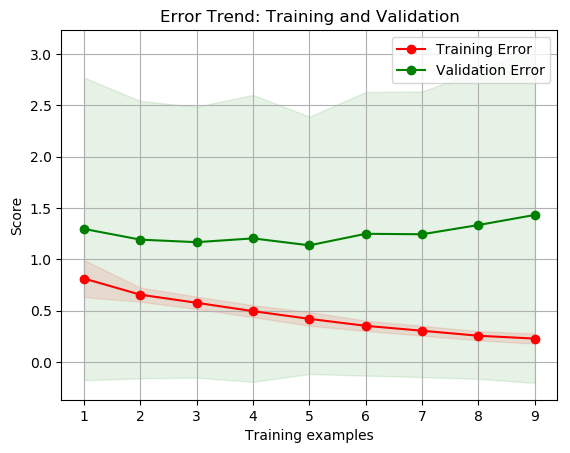 Error Trend: Training and Validation
Training Error
Validation Error
Score
3.0
2.5
2.0
1.5
1.0
0.5
0.0
1 2 3 4 5 6 7 8 9
Training examples